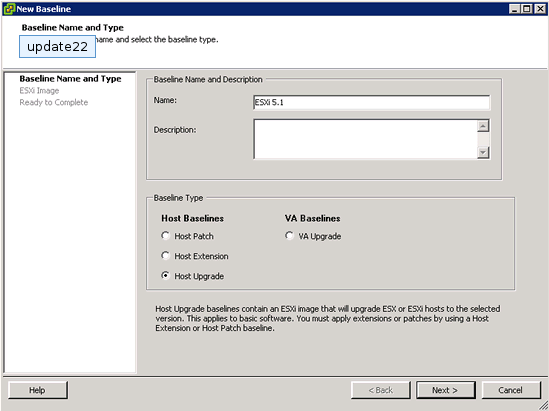 New Baseline
Baseline Name and Type
name and select the baseline type.
update22
Baseline Name and Type
ESXi Image
Ready to Complete
Baseline Name and Description
Name:
ESXi 5.1
Description:
Baseline Type
Host Baselines
VA Baselines
Host Patch
VA Upgrade
Host Extension
Host Upgrade
Host Upgrade baselines contain an ESXi image that will upgrade ESX or ESXi hosts to the selected
version. This applies to basic software. You must apply extensions or patches by using a Host
Extension or Host Patch baseline.
Help
< Back
Next >
Cancel